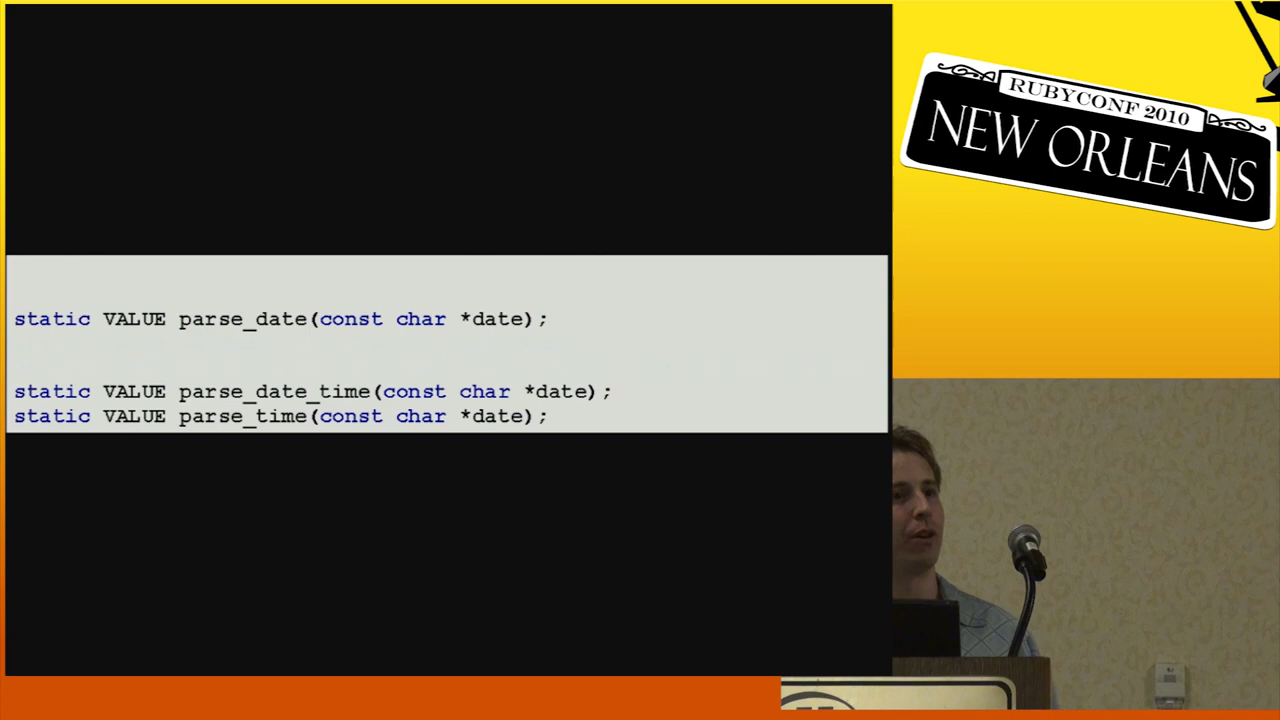 static VALUE parse_date(const char *date);
static VALUE parse_date_time(const char *date);
static VALUE parse_time(const char *date);
RUBYCONF 2010
NEW ORLEANS